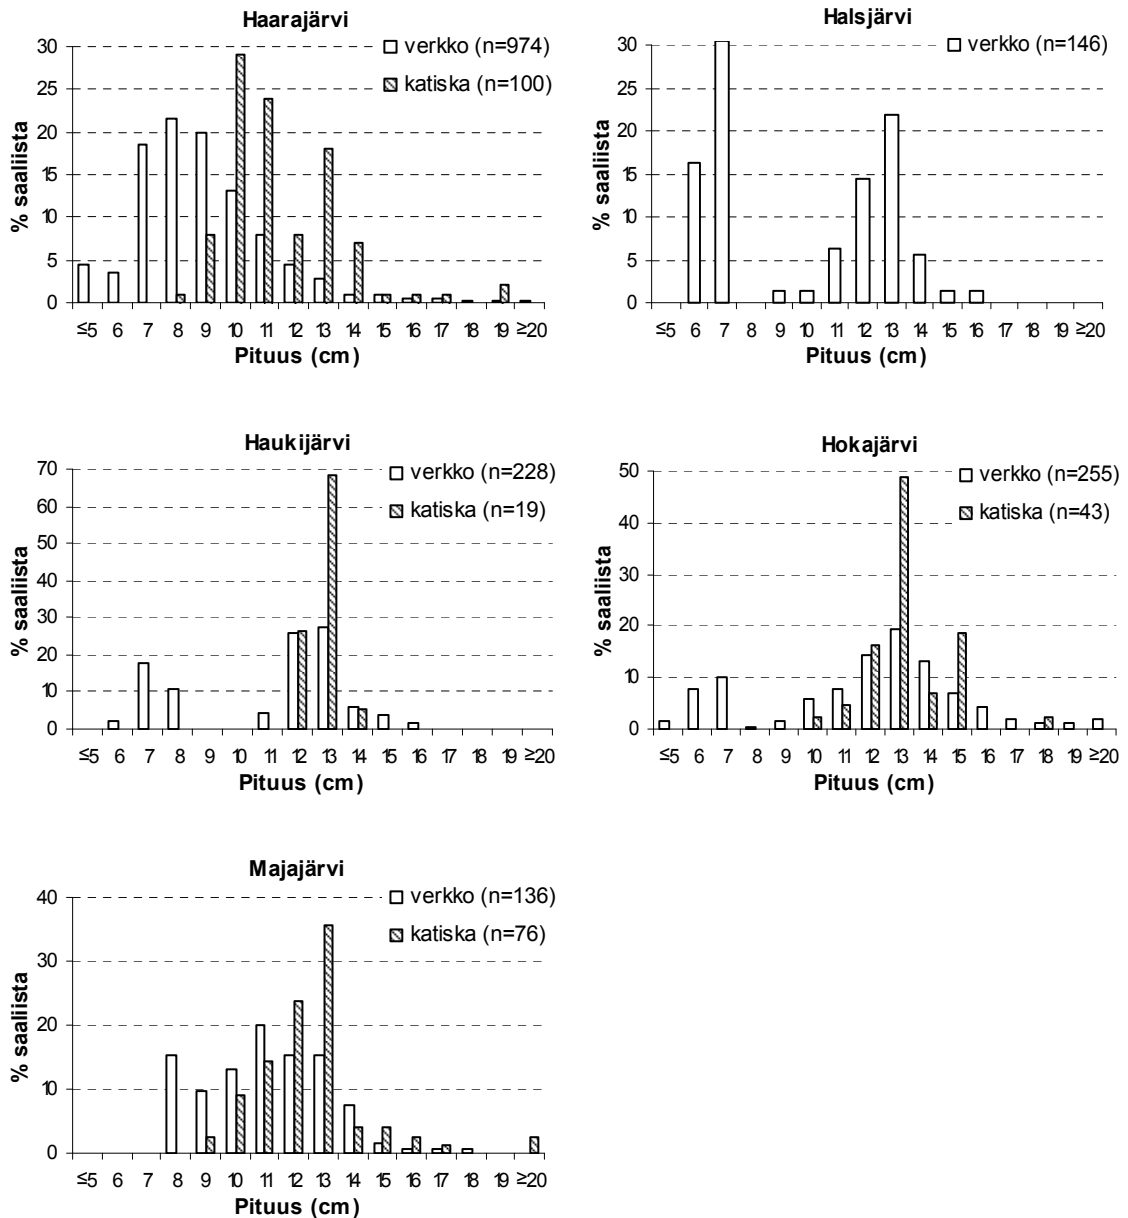 Haarajärvi
% saaliista
30
25
20
15
10
5
0
verkko (n=974)
katiska (n=100)
≤5 6 7 8 9 10 11 12 13 14 15 16 17 18 19 ≥20
Pituus (cm)
Halsjärvi
% saaliista
30
25
20
15
10
5
0
verkko (n=146)
≤5 6 7 8 9 10 11 12 13 14 15 16 17 18 19 ≥20
Pituus (cm)
Haukijärvi
% saaliista
70
60
50
40
30
20
10
0
verkko (n=228)
katiska (n=19)
≤5 6 7 8 9 10 11 12 13 14 15 16 17 18 19 ≥20
Pituus (cm)
Hokajärvi
% saaliista
50
40
30
20
10
0
verkko (n=255)
katiska (n=43)
≤5 6 7 8 9 10 11 12 13 14 15 16 17 18 19 ≥20
Pituus (cm)
Majajärvi
% saaliista
40
30
20
10
0
verkko (n=136)
katiska (n=76)
≤5 6 7 8 9 10 11 12 13 14 15 16 17 18 19 ≥20
Pituus (cm)